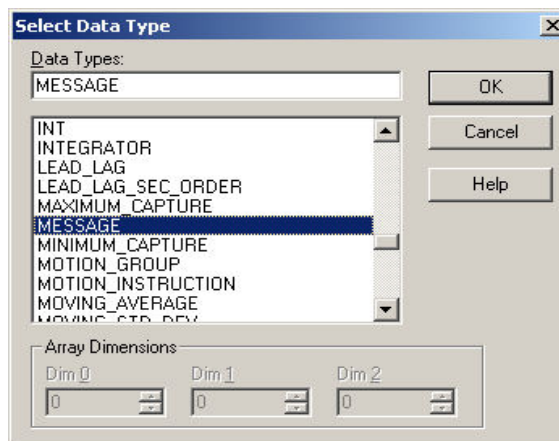 Select Data Type
Data Types:
MESSAGE
OK
INT
INTEGRATOR
LEAD_LAG
LEAD_LAG_SEC_ORDER
MAXIMUM_CAPTURE
MESSAGE
MINIMUM_CAPTURE
MOTION_GROUP
MOTION_INSTRUCTION
MOVING_AVERAGE
MOVING_STD_DEV
Cancel
Help
Array Dimensions
Dim 0 Dim 1 Dim 2
0 0 0